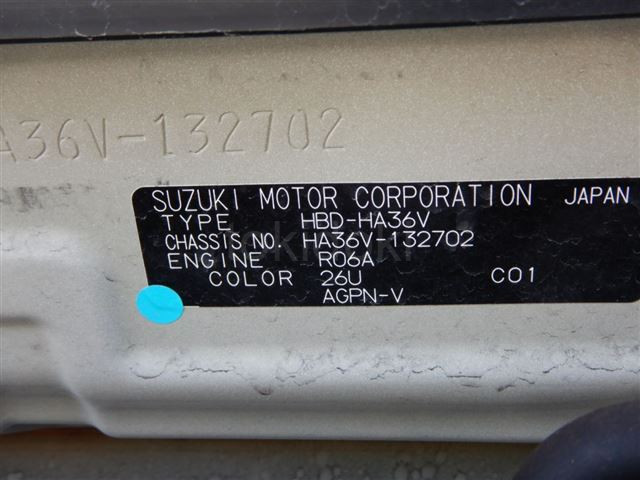 A36V-132702
SUZUKI MOTOR CORPORATION JAPAN
TYPE HBD-HA36V
CHASSIS NO. HA36V-132702
ENGINE R06A
COLOR 26U C01
AGPN-V